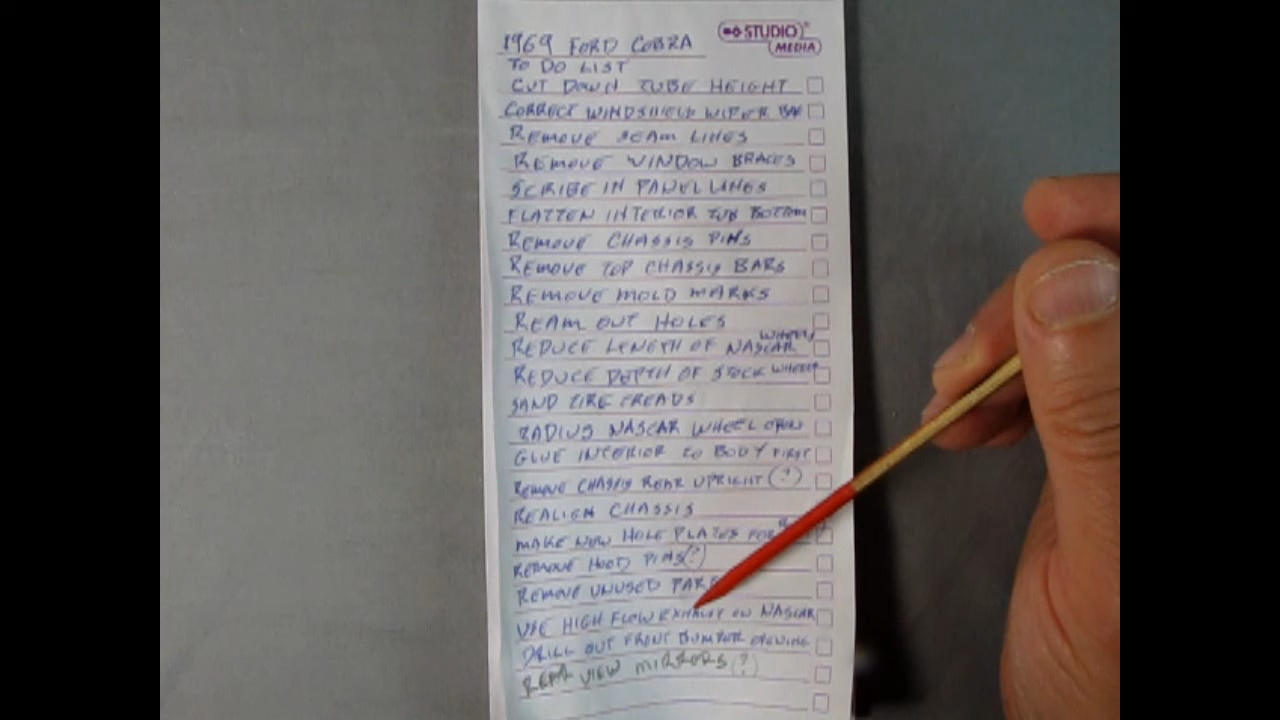 STUDIO
MEDIA
1969 FORD COBRA
TO DO LIST
CUT DOWN TUBE HEIGHT
CORRECT WINDSHIELD WIPER BAR
REMOVE SEAM LINES
REMOVE WINDOW BRACES
SCRIBE IN PANEL LINES
FLATTEN INTERIOR TUB BOTTOM
REMOVE CHASSIS PINS
REMOVE TOP CHASSIS BARS
REMOVE MOLD MARKS
REAM OUT HOLES
REDUCE LENGTH OF NASCAR WHEELS
REDUCE DEPTH OF STOCK WHEELS
SAND TIRE TREADS
RADIUS NASCAR WHEEL OPEN
GLUE INTERIOR TO BODY FIRST
REMOVE CHASSIS REAR UPRIGHT (?)
REALIGN CHASSIS
MAKE NEW HOLE PLATES FOR
REMOVE HOOD PINS (?)
REMOVE UNUSED
USE HIGH FLOW EXHAUST ON NASCAR
DRILL OUT FRONT BUMPER OPENING
REAR VIEW MIRRORS (?)